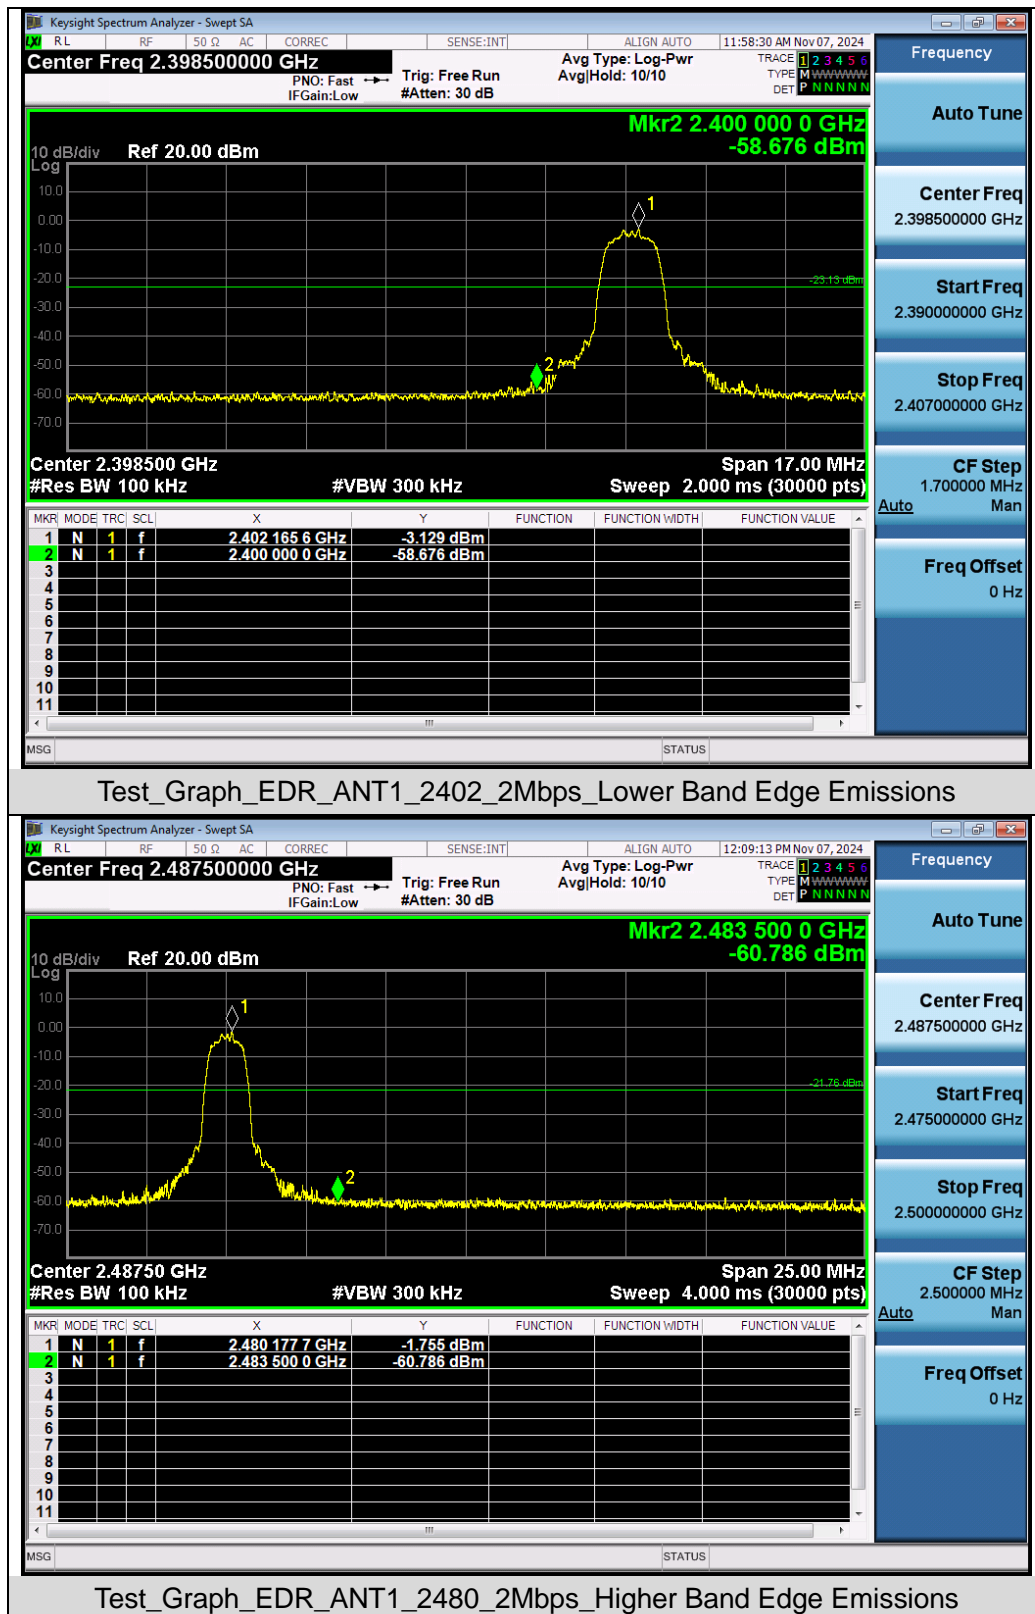 Keysight Spectrum Analyzer - Swept SA
LXI RL RF 50 Ω AC CORREC SENSE:INT ALIGN AUTO 11:58:30 AM Nov 07, 2024
Center Freq 2.398500000 GHz
PNO: Fast
IFGain:Low
Trig: Free Run
#Atten: 30 dB
Avg Type: Log-Pwr
Avg|Hold: 10/10
TRACE 1 2 3 4 5 6
TYPE M WWWWW
DET P N N N N N
Frequency
Auto Tune
Center Freq
2.398500000 GHz
Start Freq
2.390000000 GHz
Stop Freq
2.407000000 GHz
CF Step
1.700000 MHz
Auto Man
Freq Offset
0 Hz
Mkr2 2.400 000 0 GHz
-58.676 dBm
10 dB/div Ref 20.00 dBm
Log
10.0
0.00
-10.0
-20.0
-30.0
-40.0
-50.0
-60.0
-70.0
1
-23.13 dBm
2
Center 2.398500 GHz Span 17.00 MHz
#Res BW 100 kHz #VBW 300 kHz Sweep 2.000 ms (30000 pts)
MKR MODE TRC SCL X Y FUNCTION FUNCTION WIDTH FUNCTION VALUE
1 N 1 f 2.402 165 6 GHz -3.129 dBm
2 N 1 f 2.400 000 0 GHz -58.676 dBm
3
4
5
6
7
8
9
10
11
MSG STATUS
Test_Graph_EDR_ANT1_2402_2Mbps_Lower Band Edge Emissions
Keysight Spectrum Analyzer - Swept SA
LXI RL RF 50 Ω AC CORREC SENSE:INT ALIGN AUTO 12:09:13 PM Nov 07, 2024
Center Freq 2.487500000 GHz
PNO: Fast
IFGain:Low
Trig: Free Run
#Atten: 30 dB
Avg Type: Log-Pwr
Avg|Hold: 10/10
TRACE 1 2 3 4 5 6
TYPE M WWWWW
DET P N N N N N
Frequency
Auto Tune
Center Freq
2.487500000 GHz
Start Freq
2.475000000 GHz
Stop Freq
2.500000000 GHz
CF Step
2.500000 MHz
Auto Man
Freq Offset
0 Hz
Mkr2 2.483 500 0 GHz
-60.786 dBm
10 dB/div Ref 20.00 dBm
Log
10.0
0.00
-10.0
-20.0
-30.0
-40.0
-50.0
-60.0
-70.0
1
-21.76 dBm
2
Center 2.48750 GHz Span 25.00 MHz
#Res BW 100 kHz #VBW 300 kHz Sweep 4.000 ms (30000 pts)
MKR MODE TRC SCL X Y FUNCTION FUNCTION WIDTH FUNCTION VALUE
1 N 1 f 2.480 177 7 GHz -1.755 dBm
2 N 1 f 2.483 500 0 GHz -60.786 dBm
3
4
5
6
7
8
9
10
11
MSG STATUS
Test_Graph_EDR_ANT1_2480_2Mbps_Higher Band Edge Emissions